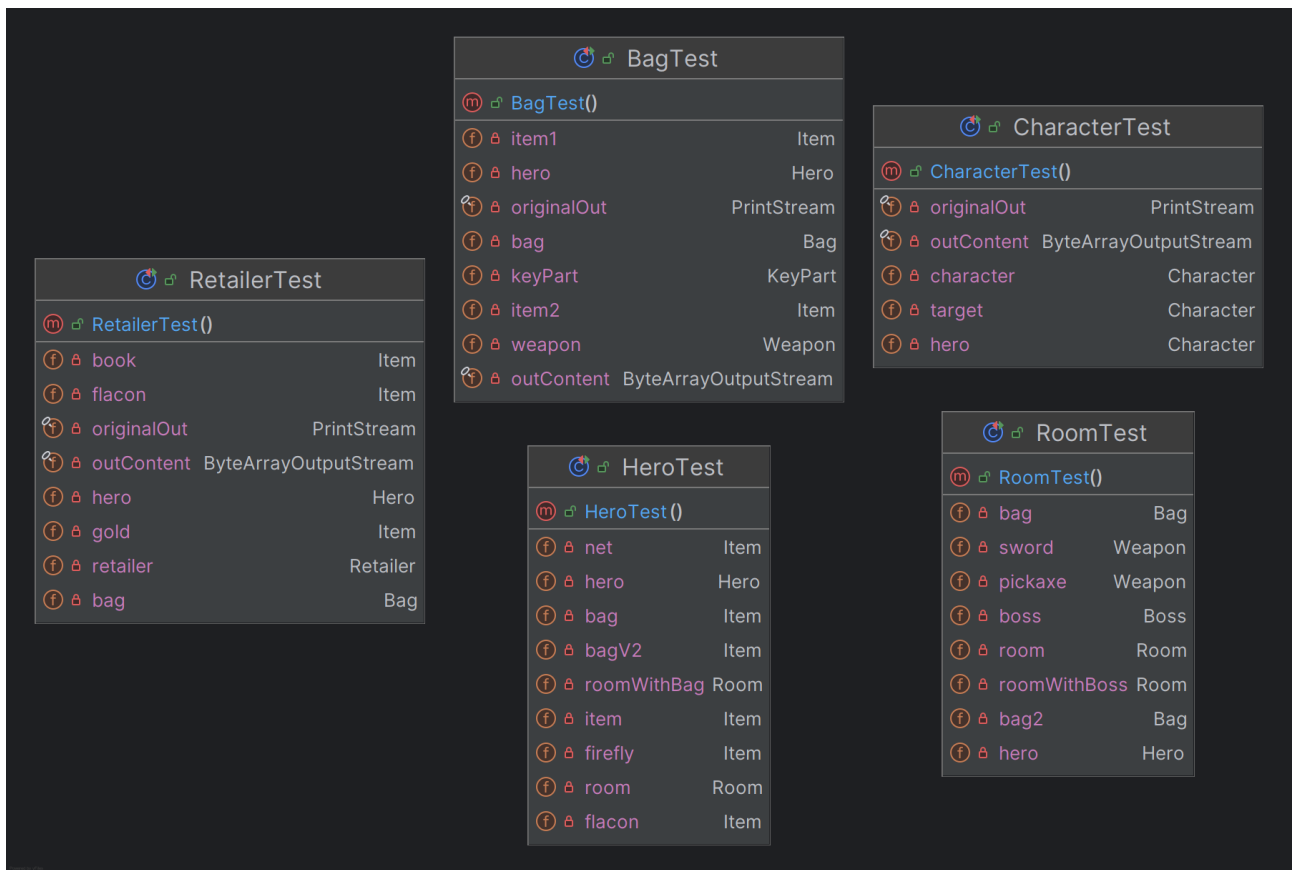 BagTest
BagTest()
item1 Item
hero Hero
originalOut PrintStream
bag Bag
keyPart KeyPart
item2 Item
weapon Weapon
outContent ByteArrayOutputStream
CharacterTest
CharacterTest()
originalOut PrintStream
outContent ByteArrayOutputStream
character Character
target Character
hero Character
RetailerTest
RetailerTest()
book Item
flacon Item
originalOut PrintStream
outContent ByteArrayOutputStream
hero Hero
gold Item
retailer Retailer
bag Bag
HeroTest
HeroTest()
net Item
hero Hero
bag Item
bagV2 Item
roomWithBag Room
item Item
firefly Item
room Room
flacon Item
RoomTest
RoomTest()
bag Bag
sword Weapon
pickaxe Weapon
boss Boss
room Room
roomWithBoss Room
bag2 Bag
hero Hero